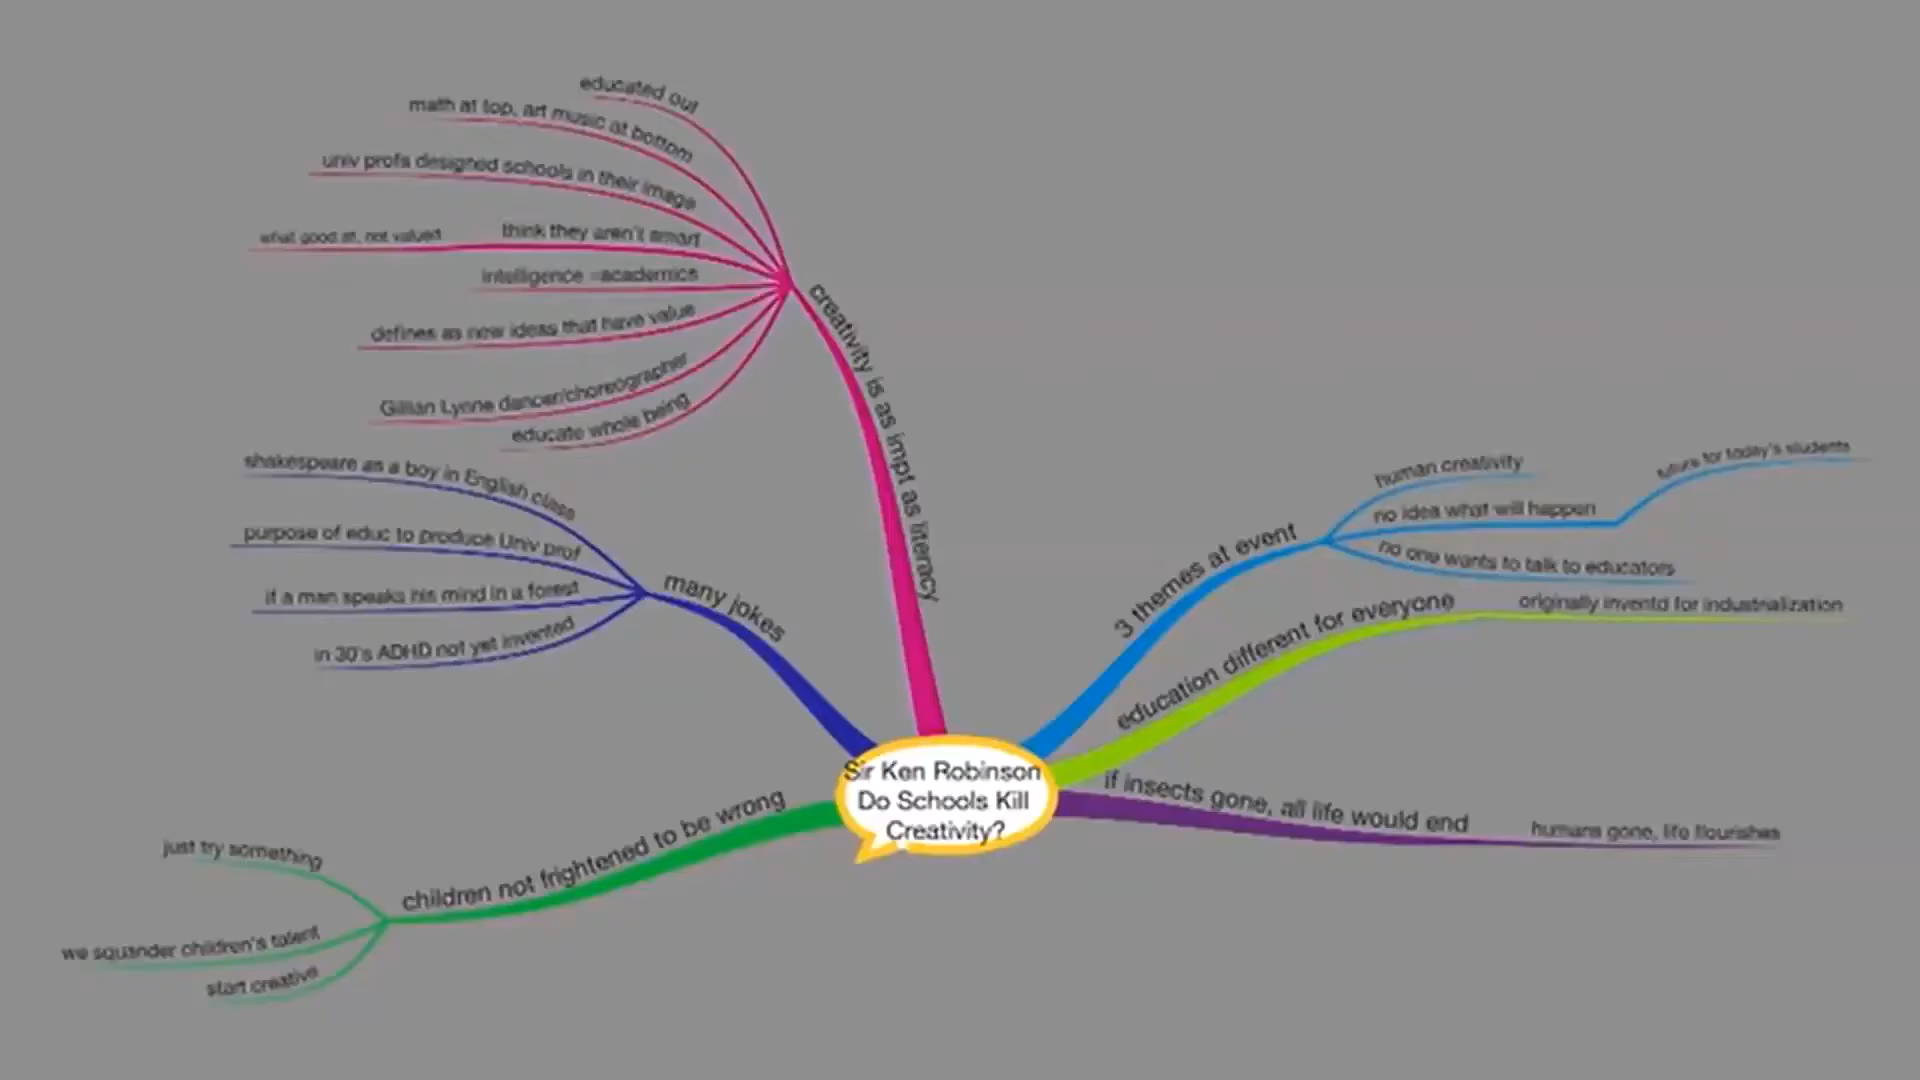 Sir Ken Robinson
Do Schools Kill
Creativity?
creativity is as impt as literacy
educated out
math at top, art music at bottom
univ profs designed schools in their image
think they aren't smart
what good at, not valued
intelligence =academics
defines as new ideas that have value
Gillian Lynne dancer/choreographer
educate whole being
many jokes
shakespeare as a boy in English class
purpose of educ to produce Univ prof
if a man speaks his mind in a forest
in 30's ADHD not yet invented
children not frightened to be wrong
just try something
we squander children's talent
start creative
3 themes at event
human creativity
no idea what will happen
future for today's students
no one wants to talk to educators
education different for everyone
originally inventd for industrialization
if insects gone, all life would end
humans gone, life flourishes